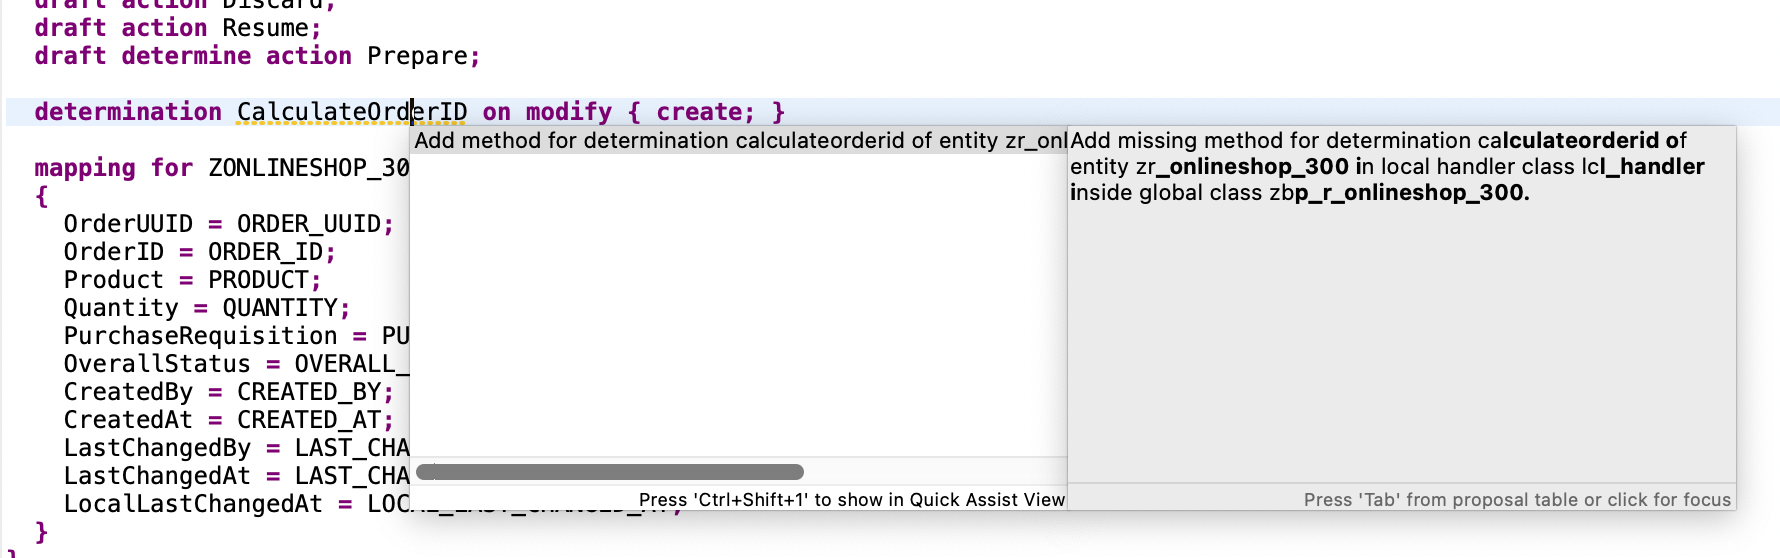 draft action Discard;
draft action Resume;
draft determine action Prepare;
determination CalculateOrderID on modify { create; }
mapping for ZONLINESHOP_30
{
OrderUUID = ORDER_UUID;
OrderID = ORDER_ID;
Product = PRODUCT;
Quantity = QUANTITY;
PurchaseRequisition = PU
OverallStatus = OVERALL_
CreatedBy = CREATED_BY;
CreatedAt = CREATED_AT;
LastChangedBy = LAST_CHA
LastChangedAt = LAST_CHA
LocalLastChangedAt = LOCAL_LAST_CHANGED_AT;
}
Add method for determination calculateorderid of entity zr_onl
Press 'Ctrl+Shift+1' to show in Quick Assist View
Add missing method for determination calculateorderid of
entity zr_onlineshop_300 in local handler class lcl_handler
inside global class zbp_r_onlineshop_300.
Press 'Tab' from proposal table or click for focus